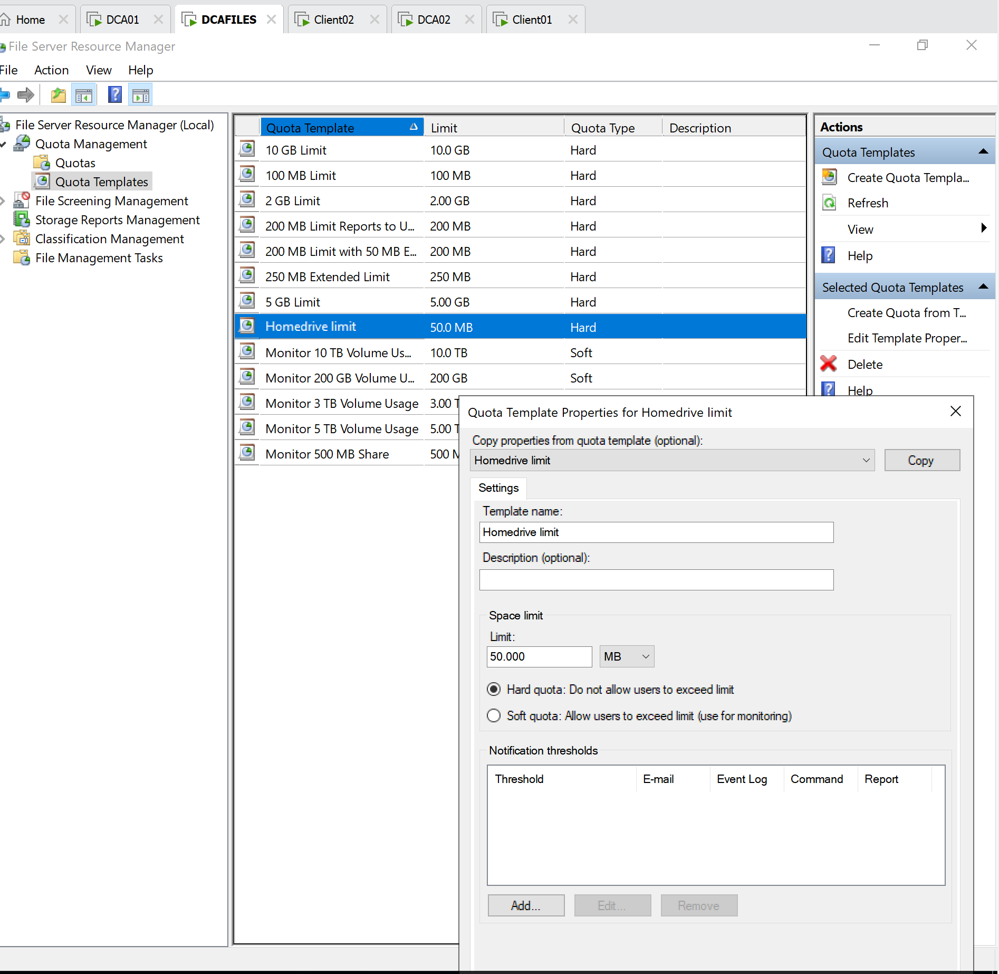 Home
DCA01
DCAFILES
Client02
DCA02
Client01
File Server Resource Manager
File Action View Help
File Server Resource Manager (Local)
Quota Management
Quotas
Quota Templates
File Screening Management
Storage Reports Management
Classification Management
File Management Tasks
Quota Template Limit Quota Type Description
10 GB Limit 10.0 GB Hard
100 MB Limit 100 MB Hard
2 GB Limit 2.00 GB Hard
200 MB Limit Reports to U... 200 MB Hard
200 MB Limit with 50 MB E... 200 MB Hard
250 MB Extended Limit 250 MB Hard
5 GB Limit 5.00 GB Hard
Homedrive limit 50.0 MB Hard
Monitor 10 TB Volume Us... 10.0 TB Soft
Monitor 200 GB Volume U... 200 GB Soft
Monitor 3 TB Volume Usage 3.00 T
Monitor 5 TB Volume Usage 5.00 T
Monitor 500 MB Share 500 M
Actions
Quota Templates
Create Quota Templa...
Refresh
View
Help
Selected Quota Templates
Create Quota from T...
Edit Template Proper...
Delete
Help
Quota Template Properties for Homedrive limit
Copy properties from quota template (optional):
Homedrive limit
Copy
Settings
Template name:
Homedrive limit
Description (optional):
Space limit
Limit:
50.000 MB
Hard quota: Do not allow users to exceed limit
Soft quota: Allow users to exceed limit (use for monitoring)
Notification thresholds
Threshold E-mail Event Log Command Report
Add... Edit... Remove